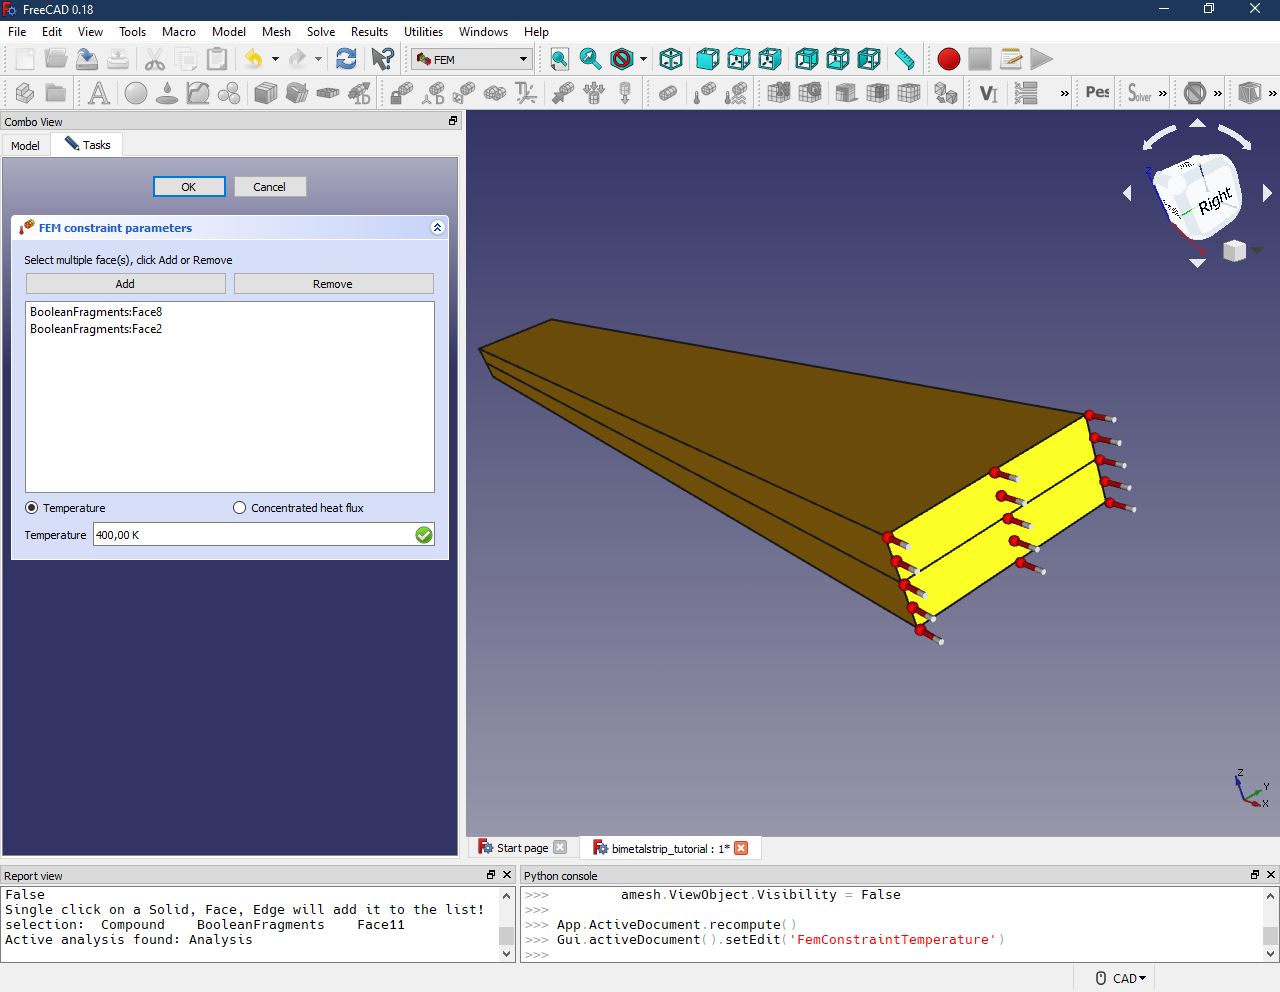 FreeCAD 0.18
File Edit View Tools Macro Model Mesh Solve Results Utilities Windows Help
FEM
A VI » Pes Solver » » »
Combo View
Model Tasks
OK Cancel
FEM constraint parameters
Select multiple face(s), click Add or Remove
Add Remove
BooleanFragments:Face8
BooleanFragments:Face2
Temperature Concentrated heat flux
Temperature 400,00 K
Right
Z
Z
Y
X
Start page bimetalstrip_tutorial : 1*
Report view
False
Single click on a Solid, Face, Edge will add it to the list!
selection: Compound BooleanFragments Face11
Active analysis found: Analysis
Python console
>>> amesh.ViewObject.Visibility = False
>>>
>>> App.ActiveDocument.recompute()
>>> Gui.activeDocument().setEdit('FemConstraintTemperature')
>>>
CAD